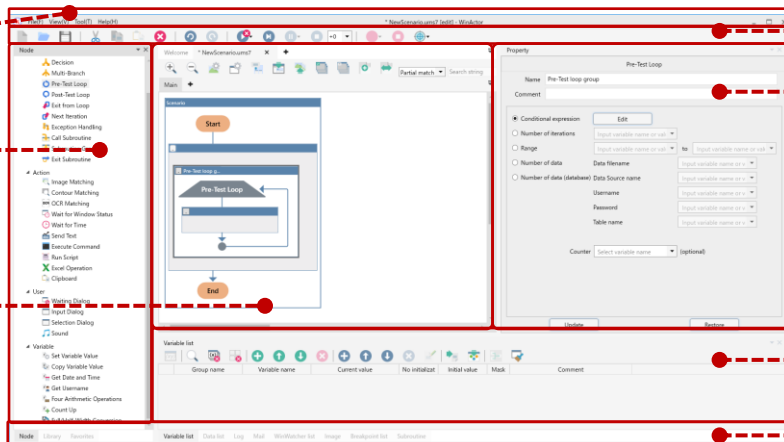 File(F) View(V) Tool(T) Help(H)
* NewScenario.ums7 [edit] - WinActor
Node
Decision
Multi-Branch
Pre-Test Loop
Post-Test Loop
Exit from Loop
Next Iteration
Exception Handling
Call Subroutine
Exit Subroutine
Action
Image Matching
Contour Matching
OCR Matching
Wait for Window Status
Wait for Time
Send Text
Execute Command
Run Script
Excel Operation
Clipboard
User
Waiting Dialog
Input Dialog
Selection Dialog
Sound
Variable
Set Variable Value
Copy Variable Value
Get Date and Time
Get Username
Four Arithmetic Operations
Count Up
Node Library Favorites
Welcome * NewScenario.ums7
Partial match Search string
Main
Scenario
Start
Pre-Test loop g...
Pre-Test Loop
End
Property
Pre-Test Loop
Name Pre-Test loop group
Comment
Conditional expression Edit
Number of iterations Input variable name or val
Range Input variable name or val to Input variable name or val
Number of data Data filename Input variable name or v
Number of data (database) Data Source name Input variable name or v
Username Input variable name or v
Password Input variable name or v
Table name Input variable name or v
Counter Select variable name (optional)
Update Restore
Variable list
Group name Variable name Current value No initializat Initial value Mask Comment
Variable list Data list Log Mail WinWatcher list Image Breakpoint list Subroutine